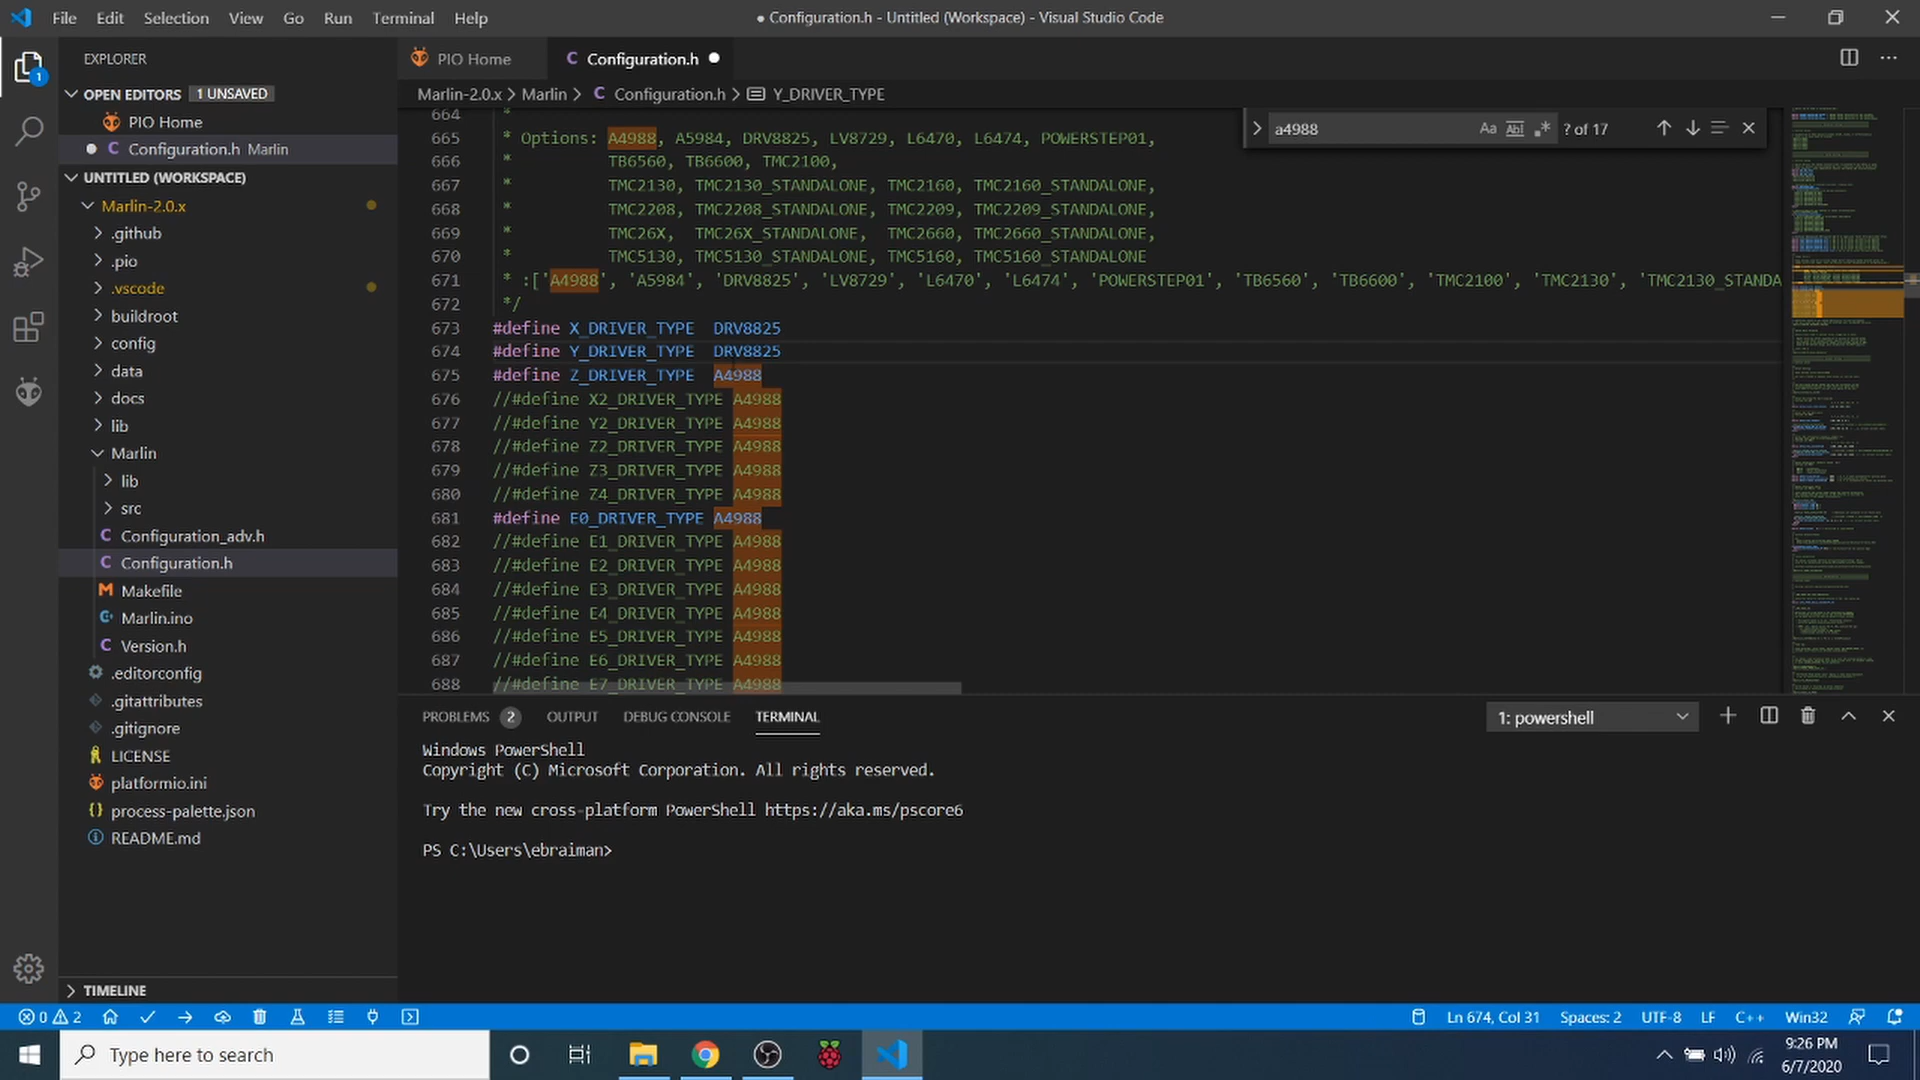 File Edit Selection View Go Run Terminal Help
● Configuration.h - Untitled (Workspace) - Visual Studio Code
EXPLORER
OPEN EDITORS 1 UNSAVED
PIO Home
Configuration.h Marlin
UNTITLED (WORKSPACE)
Marlin-2.0.x
.github
.pio
.vscode
buildroot
config
data
docs
lib
Marlin
lib
src
Configuration_adv.h
Configuration.h
Makefile
Marlin.ino
Version.h
.editorconfig
.gitattributes
.gitignore
LICENSE
platformio.ini
process-palette.json
README.md
TIMELINE
1
PIO Home
Configuration.h
Marlin-2.0.x > Marlin > C Configuration.h > Y_DRIVER_TYPE
a4988 Aa Abl .* ? of 17
664 *
665 * Options: A4988, A5984, DRV8825, LV8729, L6470, L6474, POWERSTEP01,
666 * TB6560, TB6600, TMC2100,
667 * TMC2130, TMC2130_STANDALONE, TMC2160, TMC2160_STANDALONE,
668 * TMC2208, TMC2208_STANDALONE, TMC2209, TMC2209_STANDALONE,
669 * TMC26X, TMC26X_STANDALONE, TMC2660, TMC2660_STANDALONE,
670 * TMC5130, TMC5130_STANDALONE, TMC5160, TMC5160_STANDALONE
671 * :['A4988', 'A5984', 'DRV8825', 'LV8729', 'L6470', 'L6474', 'POWERSTEP01', 'TB6560', 'TB6600', 'TMC2100', 'TMC2130', 'TMC2130_STANDA
672 */
673 #define X_DRIVER_TYPE DRV8825
674 #define Y_DRIVER_TYPE DRV8825
675 #define Z_DRIVER_TYPE A4988
676 //#define X2_DRIVER_TYPE A4988
677 //#define Y2_DRIVER_TYPE A4988
678 //#define Z2_DRIVER_TYPE A4988
679 //#define Z3_DRIVER_TYPE A4988
680 //#define Z4_DRIVER_TYPE A4988
681 #define E0_DRIVER_TYPE A4988
682 //#define E1_DRIVER_TYPE A4988
683 //#define E2_DRIVER_TYPE A4988
684 //#define E3_DRIVER_TYPE A4988
685 //#define E4_DRIVER_TYPE A4988
686 //#define E5_DRIVER_TYPE A4988
687 //#define E6_DRIVER_TYPE A4988
688 //#define E7_DRIVER_TYPE A4988
PROBLEMS 2 OUTPUT DEBUG CONSOLE TERMINAL
1: powershell
Windows PowerShell
Copyright (C) Microsoft Corporation. All rights reserved.
Try the new cross-platform PowerShell https://aka.ms/pscore6
PS C:\Users\ebraiman>
0 2
Ln 674, Col 31 Spaces: 2 UTF-8 LF C++ Win32
Type here to search
9:26 PM
6/7/2020